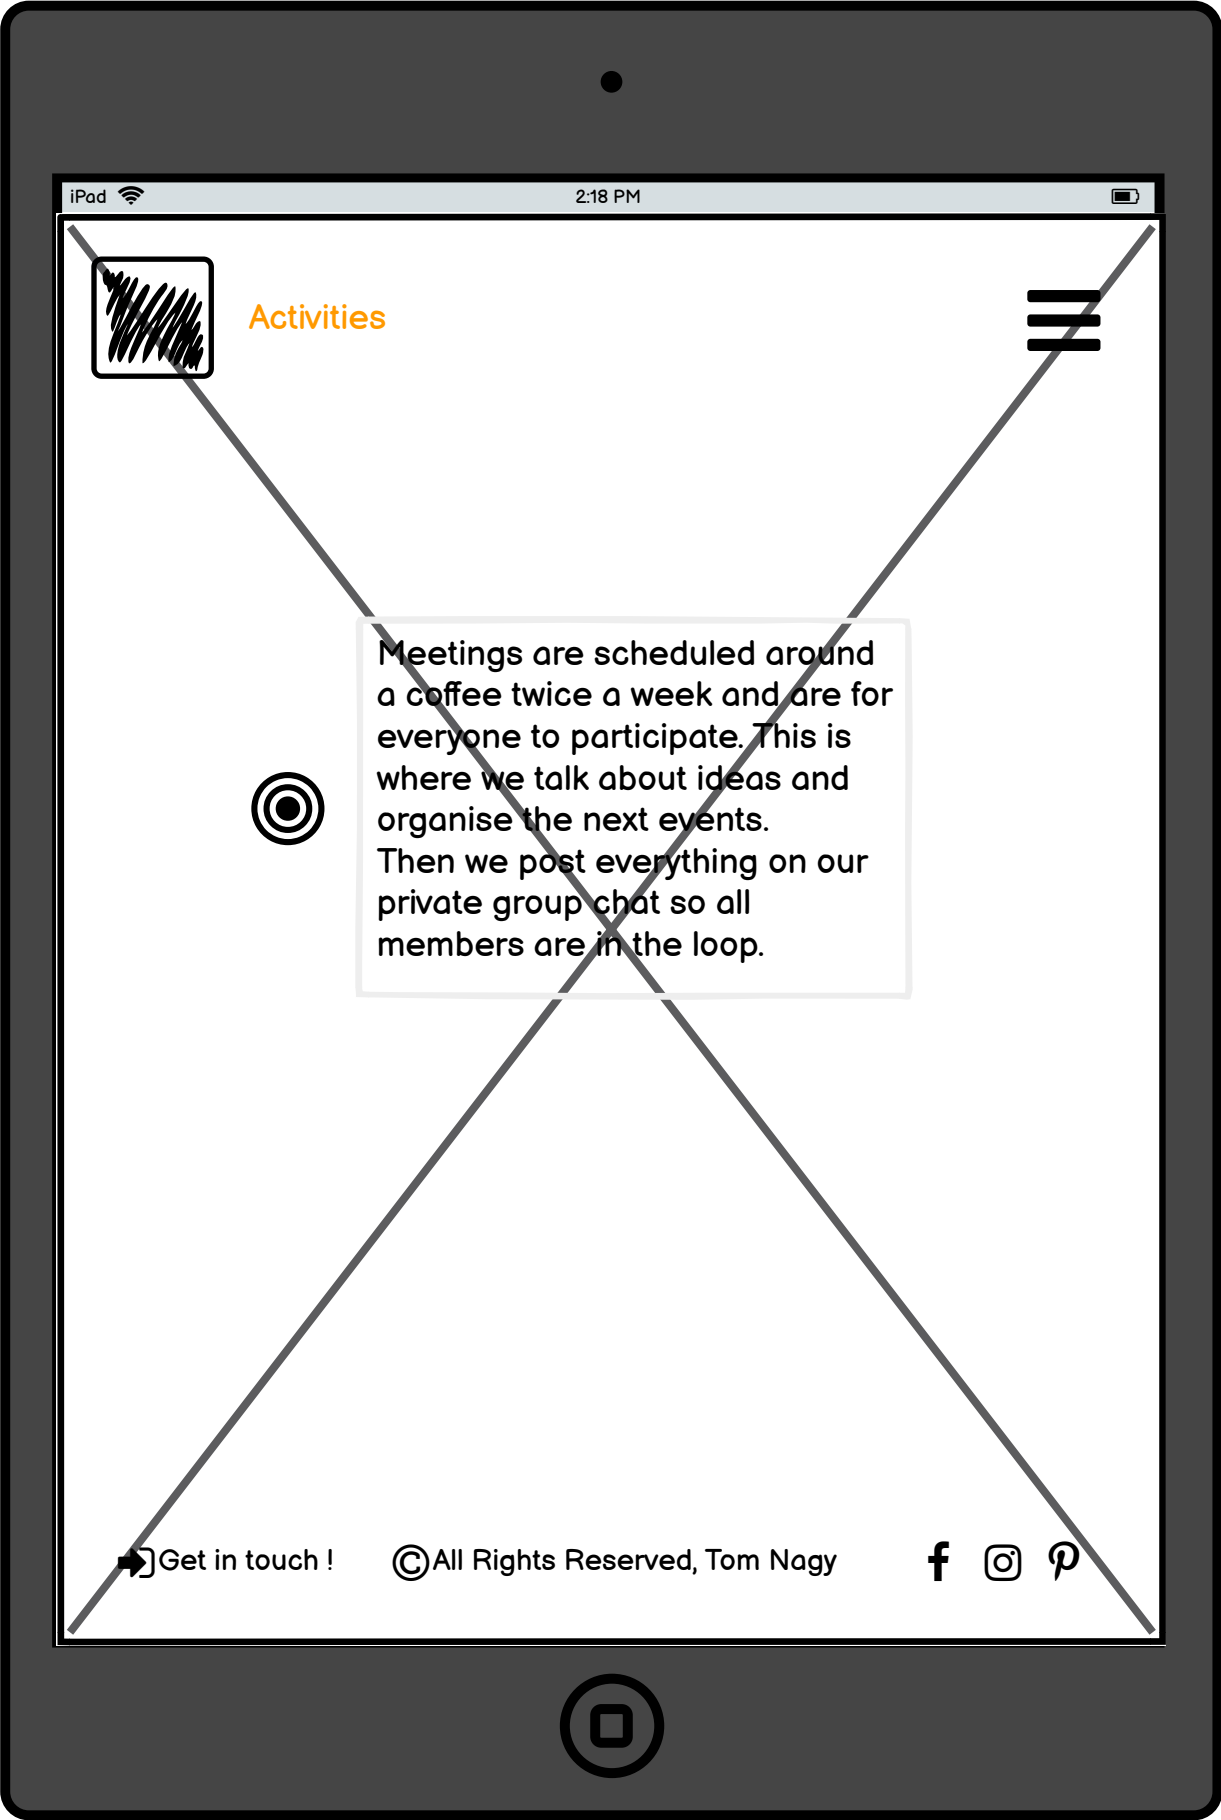 iPad
2:18 PM
Activities
Meetings are scheduled around
a coffee twice a week and are for
everyone to participate. This is
where we talk about ideas and
organise the next events.
Then we post everything on our
private group chat so all
members are in the loop.
Get in touch !
©All Rights Reserved, Tom Nagy